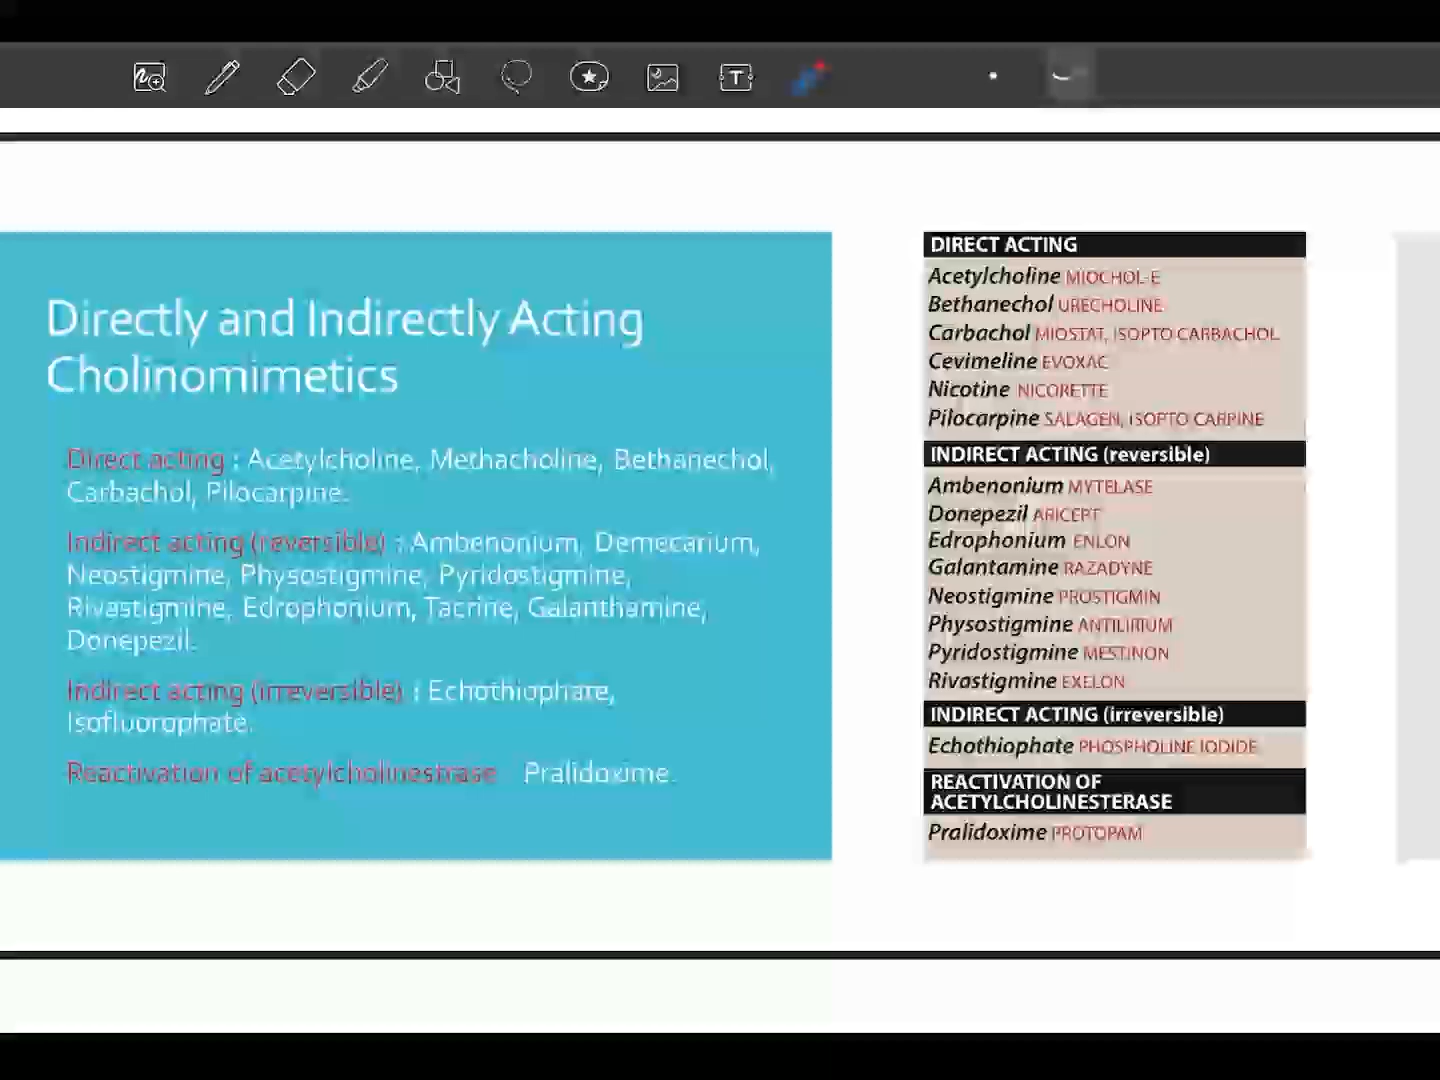 Directly and Indirectly Acting
Cholinomimetics
Direct acting : Acetylcholine, Methacholine, Bethanechol,
Carbachol, Pilocarpine.
Indirect acting (reversible) : Ambenonium, Demecarium,
Neostigmine, Physostigmine, Pyridostigmine,
Rivastigmine, Edrophonium, Tacrine, Galanthamine,
Donepezil.
Indirect acting (irreversible) : Echothiophate,
Isofluorophate.
Reactivation of acetylcholinestrase Pralidoxime.
DIRECT ACTING
Acetylcholine MIOCHOL-E
Bethanechol URECHOLINE
Carbachol MIOSTAT, ISOPTO CARBACHOL
Cevimeline EVOXAC
Nicotine NICORETTE
Pilocarpine SALAGEN, ISOPTO CARPINE
INDIRECT ACTING (reversible)
Ambenonium MYTELASE
Donepezil ARICEPT
Edrophonium ENLON
Galantamine RAZADYNE
Neostigmine PROSTIGMIN
Physostigmine ANTILIRIUM
Pyridostigmine MESTINON
Rivastigmine EXELON
INDIRECT ACTING (irreversible)
Echothiophate PHOSPHOLINE IODIDE
REACTIVATION OF
ACETYLCHOLINESTERASE
Pralidoxime PROTOPAM